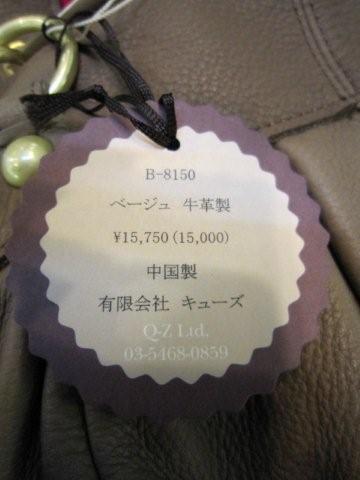 B-8150
ベージュ 牛革製
¥15,750(15,000)
中国製
有限会社 キューズ
Q-Z Ltd.
03-5468-0859